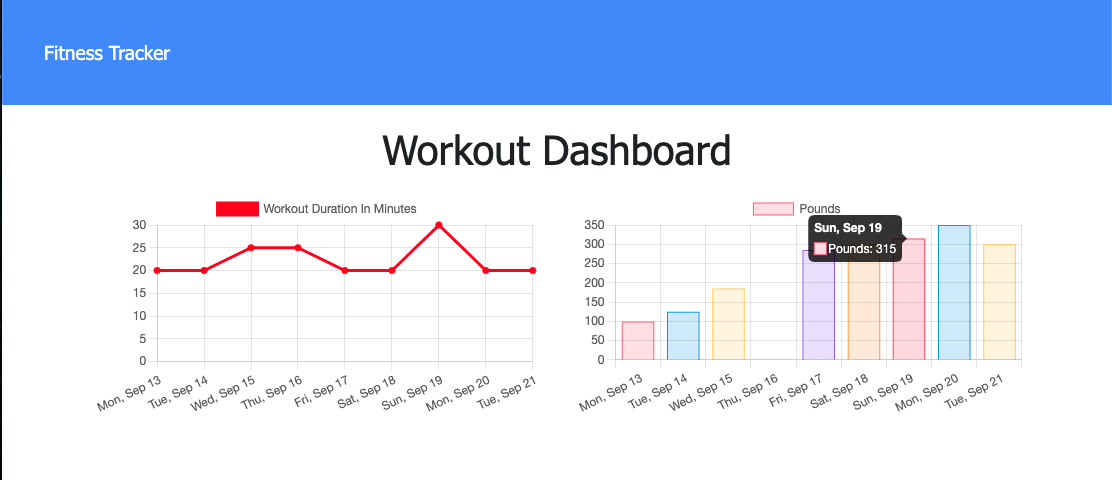 Fitness Tracker
Workout Dashboard
Workout Duration In Minutes
30
25
20
15
10
5
0
Mon, Sep 13
Tue, Sep 14
Wed, Sep 15
Thu, Sep 16
Fri, Sep 17
Sat, Sep 18
Sun, Sep 19
Mon, Sep 20
Tue, Sep 21
Pounds
350
300
250
200
150
100
50
0
Sun, Sep 19
Pounds: 315
Mon, Sep 13
Tue, Sep 14
Wed, Sep 15
Thu, Sep 16
Fri, Sep 17
Sat, Sep 18
Sun, Sep 19
Mon, Sep 20
Tue, Sep 21